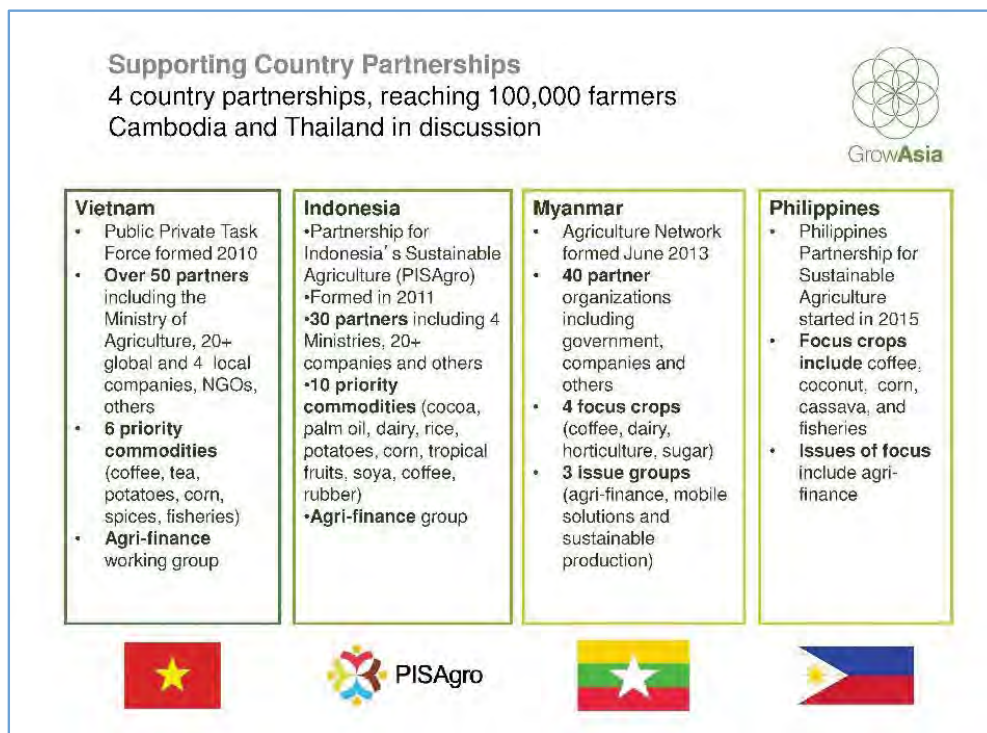 Supporting Country Partnerships
4 country partnerships, reaching 100,000 farmers
Cambodia and Thailand in discussion
GrowAsia
Vietnam
• Public Private Task
Force formed 2010
• Over 50 partners
including the
Ministry of
Agriculture, 20+
global and 4 local
companies, NGOs,
others
• 6 priority
commodities
(coffee, tea,
potatoes, corn,
spices, fisheries)
• Agri-finance
working group
Indonesia
•Partnership for
Indonesia's Sustainable
Agriculture (PISAgro)
•Formed in 2011
•30 partners including 4
Ministries, 20+
companies and others
•10 priority
commodities (cocoa,
palm oil, dairy, rice,
potatoes, corn, tropical
fruits, soya, coffee,
rubber)
•Agri-finance group
Myanmar
• Agriculture Network
formed June 2013
• 40 partner
organizations
including
government,
companies and
others
• 4 focus crops
(coffee, dairy,
horticulture, sugar)
• 3 issue groups
(agri-finance, mobile
solutions and
sustainable
production)
Philippines
• Philippines
Partnership for
Sustainable
Agriculture
started in 2015
• Focus crops
include coffee,
coconut, corn,
cassava, and
fisheries
• Issues of focus
include agri-
finance
PISAgro